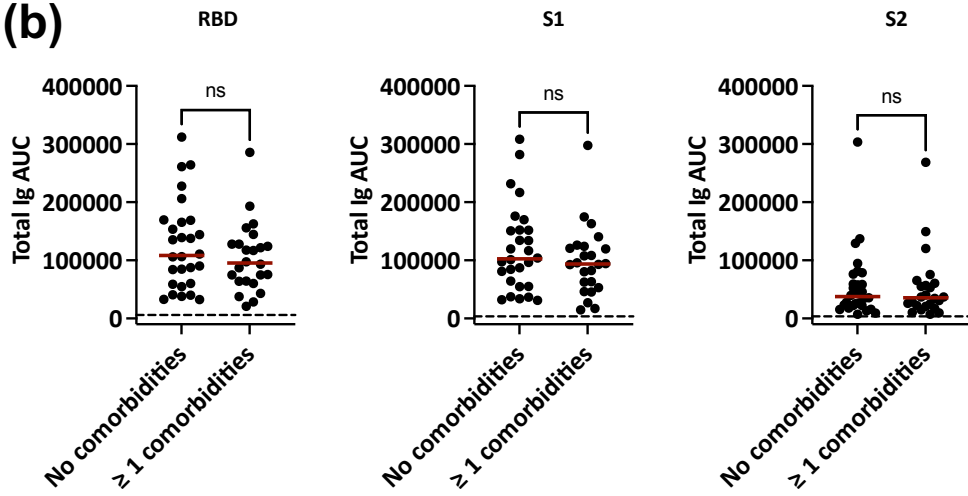 (b)
RBD
Total Ig AUC
400000
300000
200000
100000
0
ns
No comorbidities
≥ 1 comorbidities
S1
Total Ig AUC
400000
300000
200000
100000
0
ns
No comorbidities
≥ 1 comorbidities
S2
Total Ig AUC
400000
300000
200000
100000
0
ns
No comorbidities
≥ 1 comorbidities